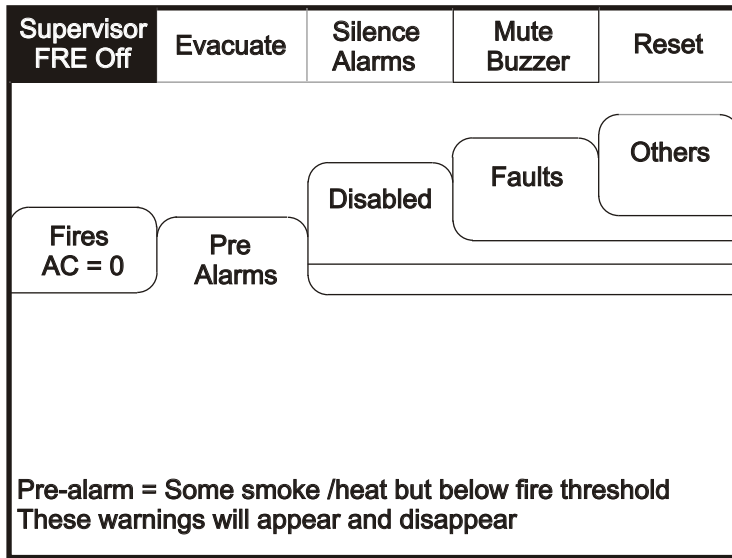 Supervisor
FRE Off
Evacuate
Silence
Alarms
Mute
Buzzer
Reset
Others
Faults
Disabled
Fires
AC = 0
Pre
Alarms
Pre-alarm = Some smoke /heat but below fire threshold
These warnings will appear and disappear